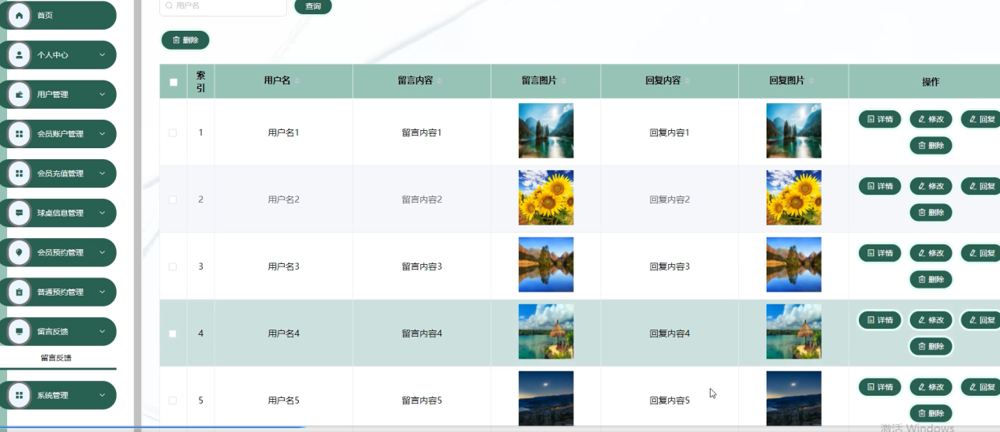 首页
个人中心
用户管理
会员账户管理
会员充值管理
球桌信息管理
会员预约管理
普通预约管理
留言反馈
留言反馈
系统管理
用户名
查询
删除
索引 用户名 留言内容 留言图片 回复内容 回复图片 操作
1 用户名1 留言内容1 回复内容1 详情 修改 回复
删除
2 用户名2 留言内容2 回复内容2 详情 修改 回复
删除
3 用户名3 留言内容3 回复内容3 详情 修改 回复
删除
4 用户名4 留言内容4 回复内容4 详情 修改 回复
删除
5 用户名5 留言内容5 回复内容5 详情 修改 回复
删除
激活 Windows